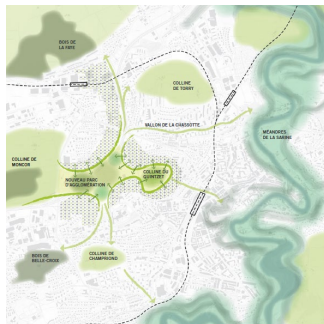 BOIS DE
LA FAYE
COLLINE
DE TORRY
VALLON DE LA CHASSOTTE
MÉANDRES
DE LA SARINE
COLLINE DE
MONCOR
NOUVEAU PARC
D'AGGLOMÉRATION
COLLINE DU
GUINTZET
BOIS DE
BELLE-CROIX
COLLINE DE
CHAMPRIOND